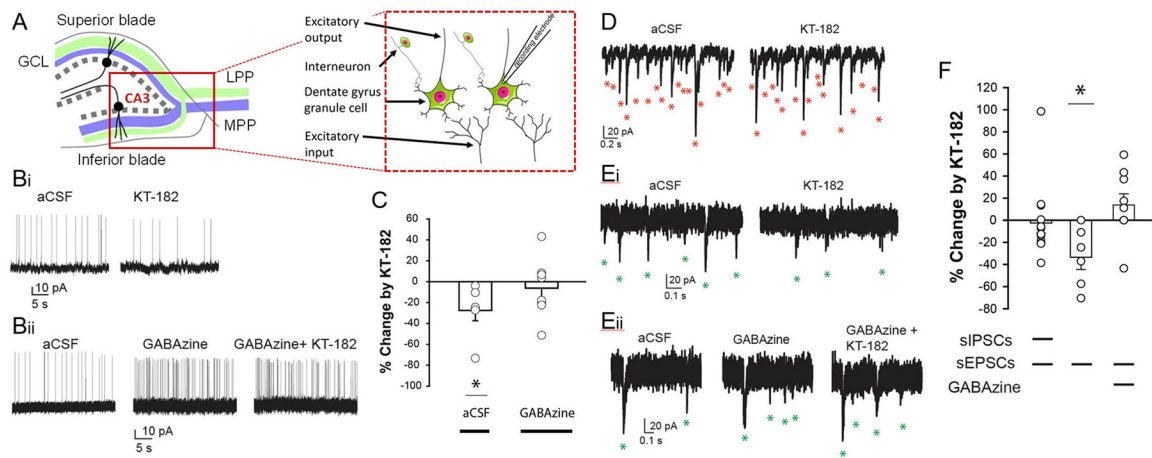 A
Superior blade
GCL
CA3
LPP
MPP
Inferior blade
Excitatory
output
Interneuron
Dentate gyrus
granule cell
Excitatory
input
recording electrode
Bi
aCSF KT-182
10 pA
5 s
Bii
aCSF GABAzine GABAzine+ KT-182
10 pA
5 s
C
% Change by KT-182
60
40
20
0
-20
-40
-60
-80
-100
*
aCSF GABAzine
D
aCSF KT-182
20 pA
0.2 s
Ei
aCSF KT-182
20 pA
0.1 s
Eii
aCSF GABAzine GABAzine +
KT-182
20 pA
0.1 s
F
% Change by KT-182
120
100
80
60
40
20
0
-20
-40
-60
-80
*
sIPSCs
sEPSCs
GABAzine